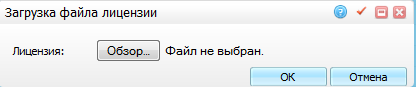 Загрузка файла лицензии
Лицензия: Обзор... Файл не выбран.
OK Отмена